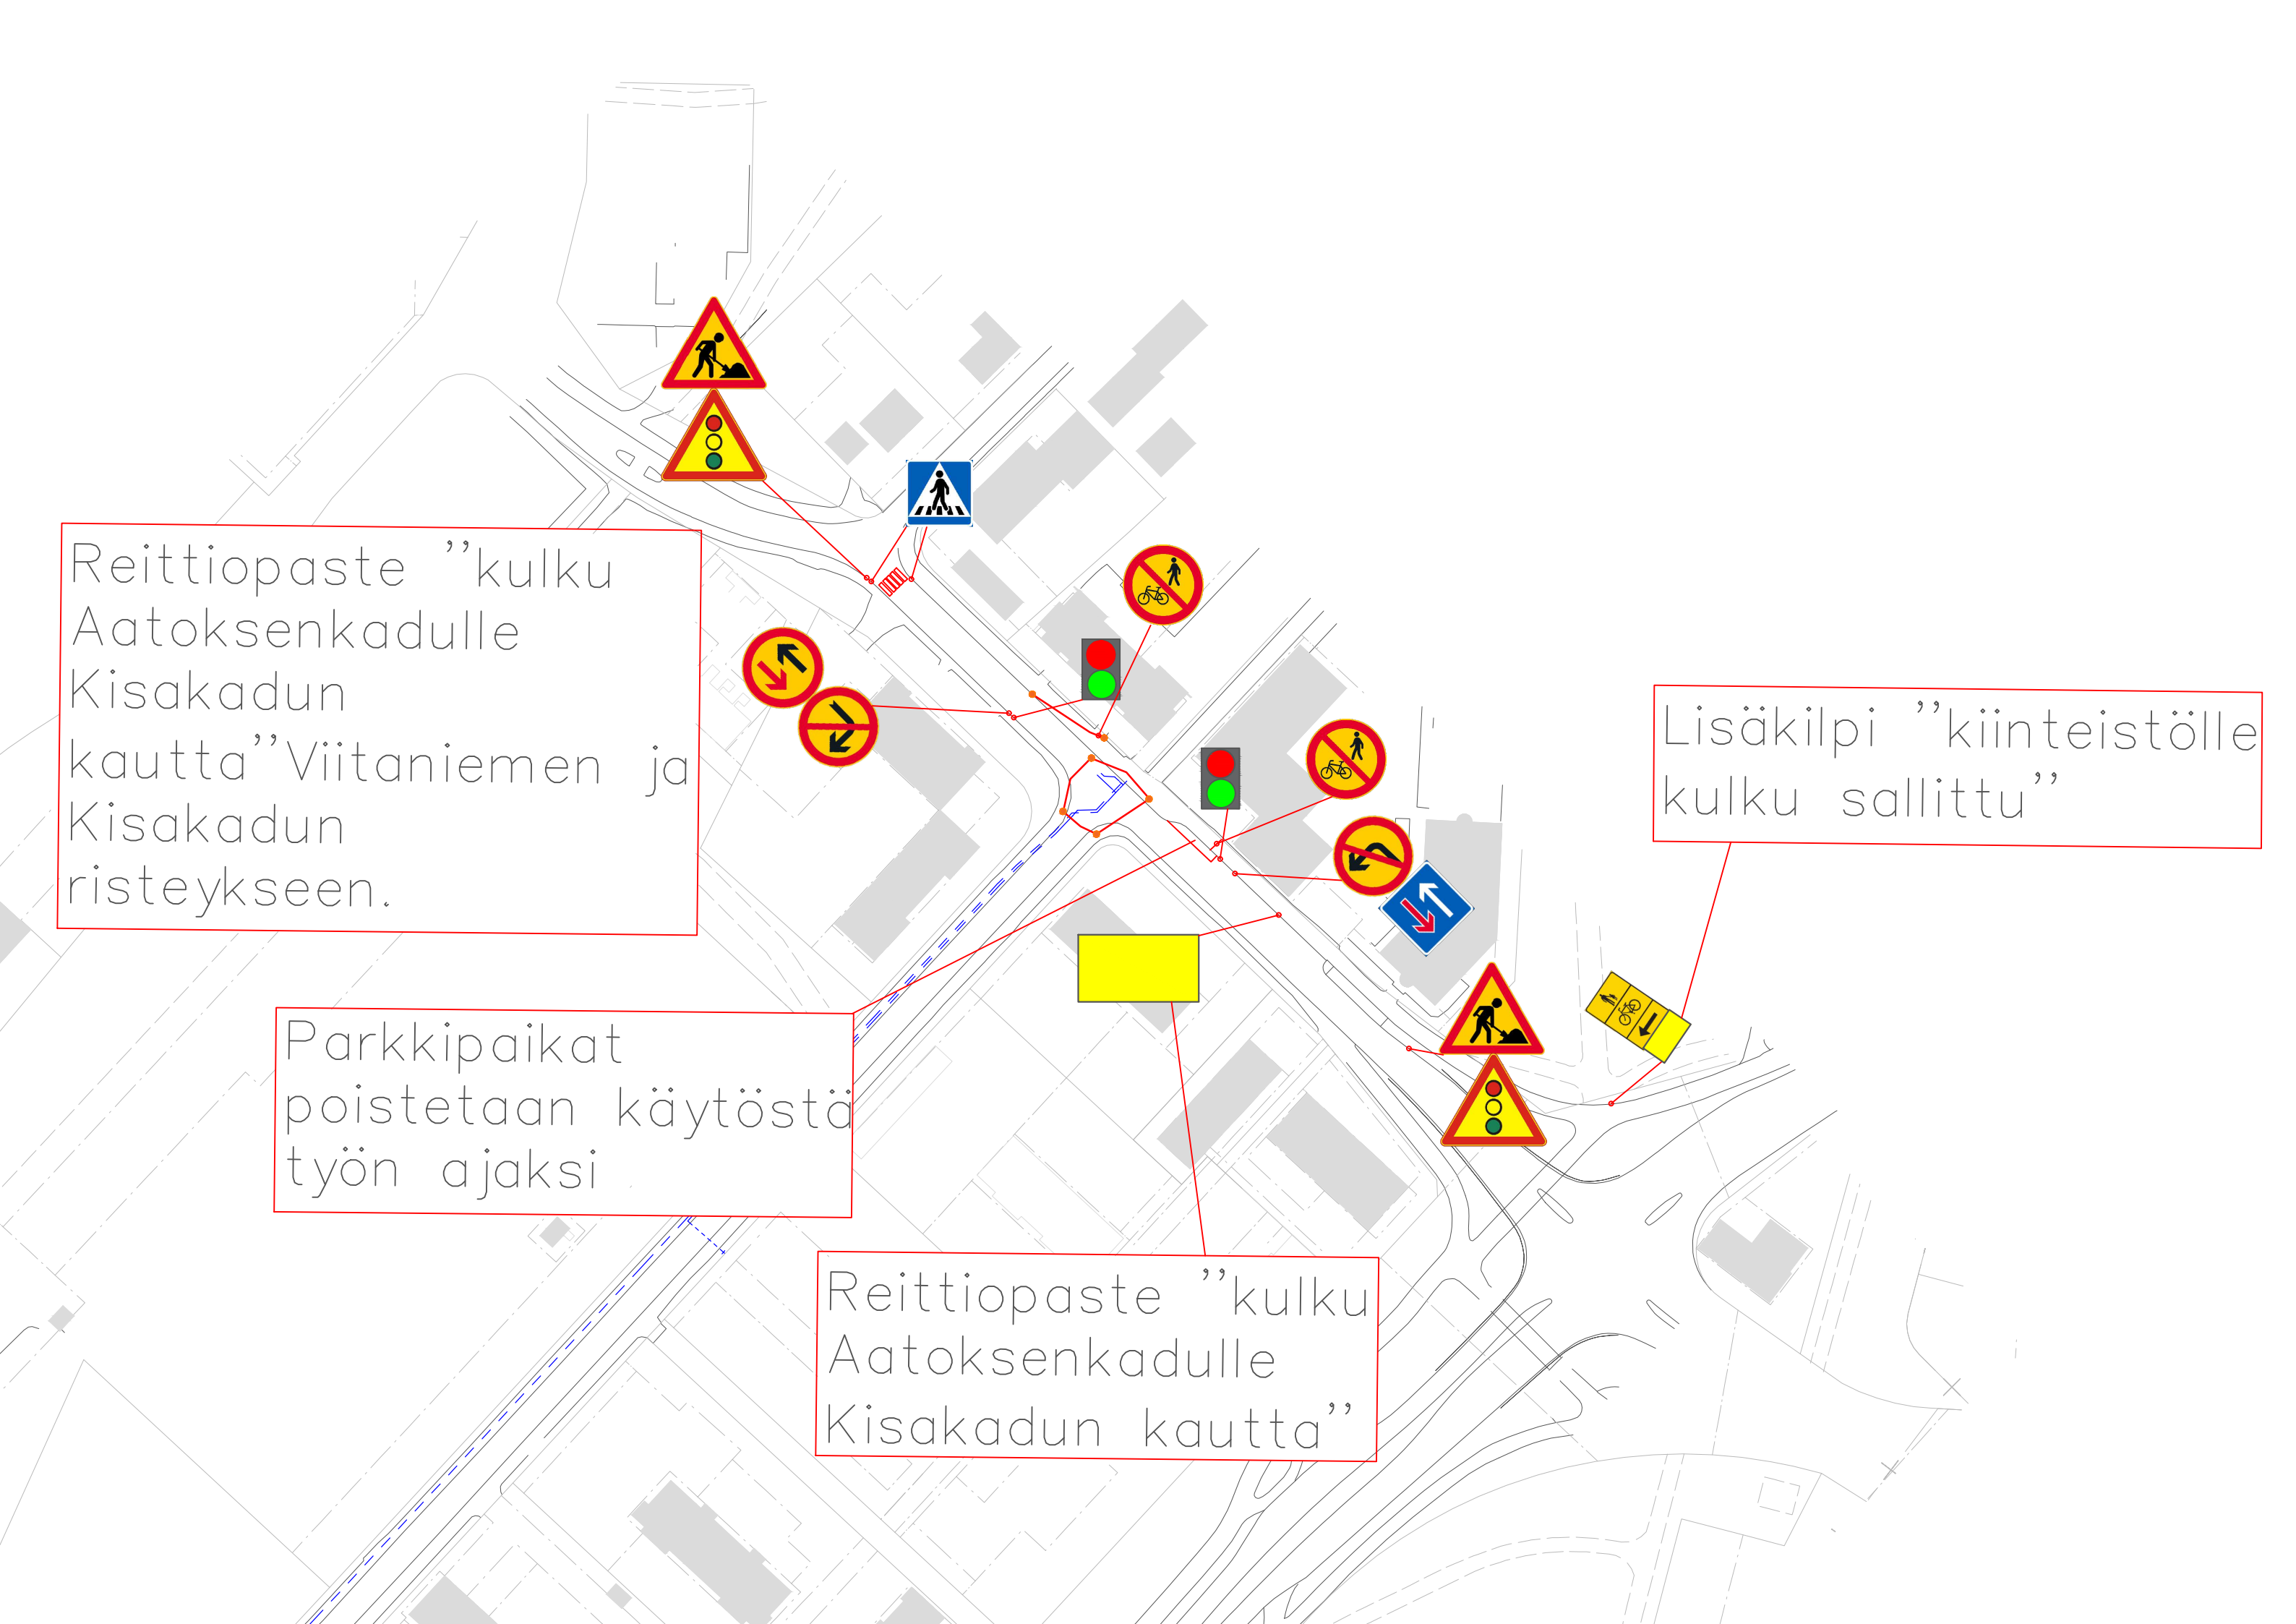 Reittiopaste ”kulku
Aatoksenkadulle
Kisakadun
kautta”Viitaniemen ja
Kisakadun
risteykseen.
Lisäkilpi ”kiinteistölle
kulku sallittu”
Parkkipaikat
poistetaan käytöstä
työn ajaksi
Reittiopaste ”kulku
Aatoksenkadulle
Kisakadun kautta”